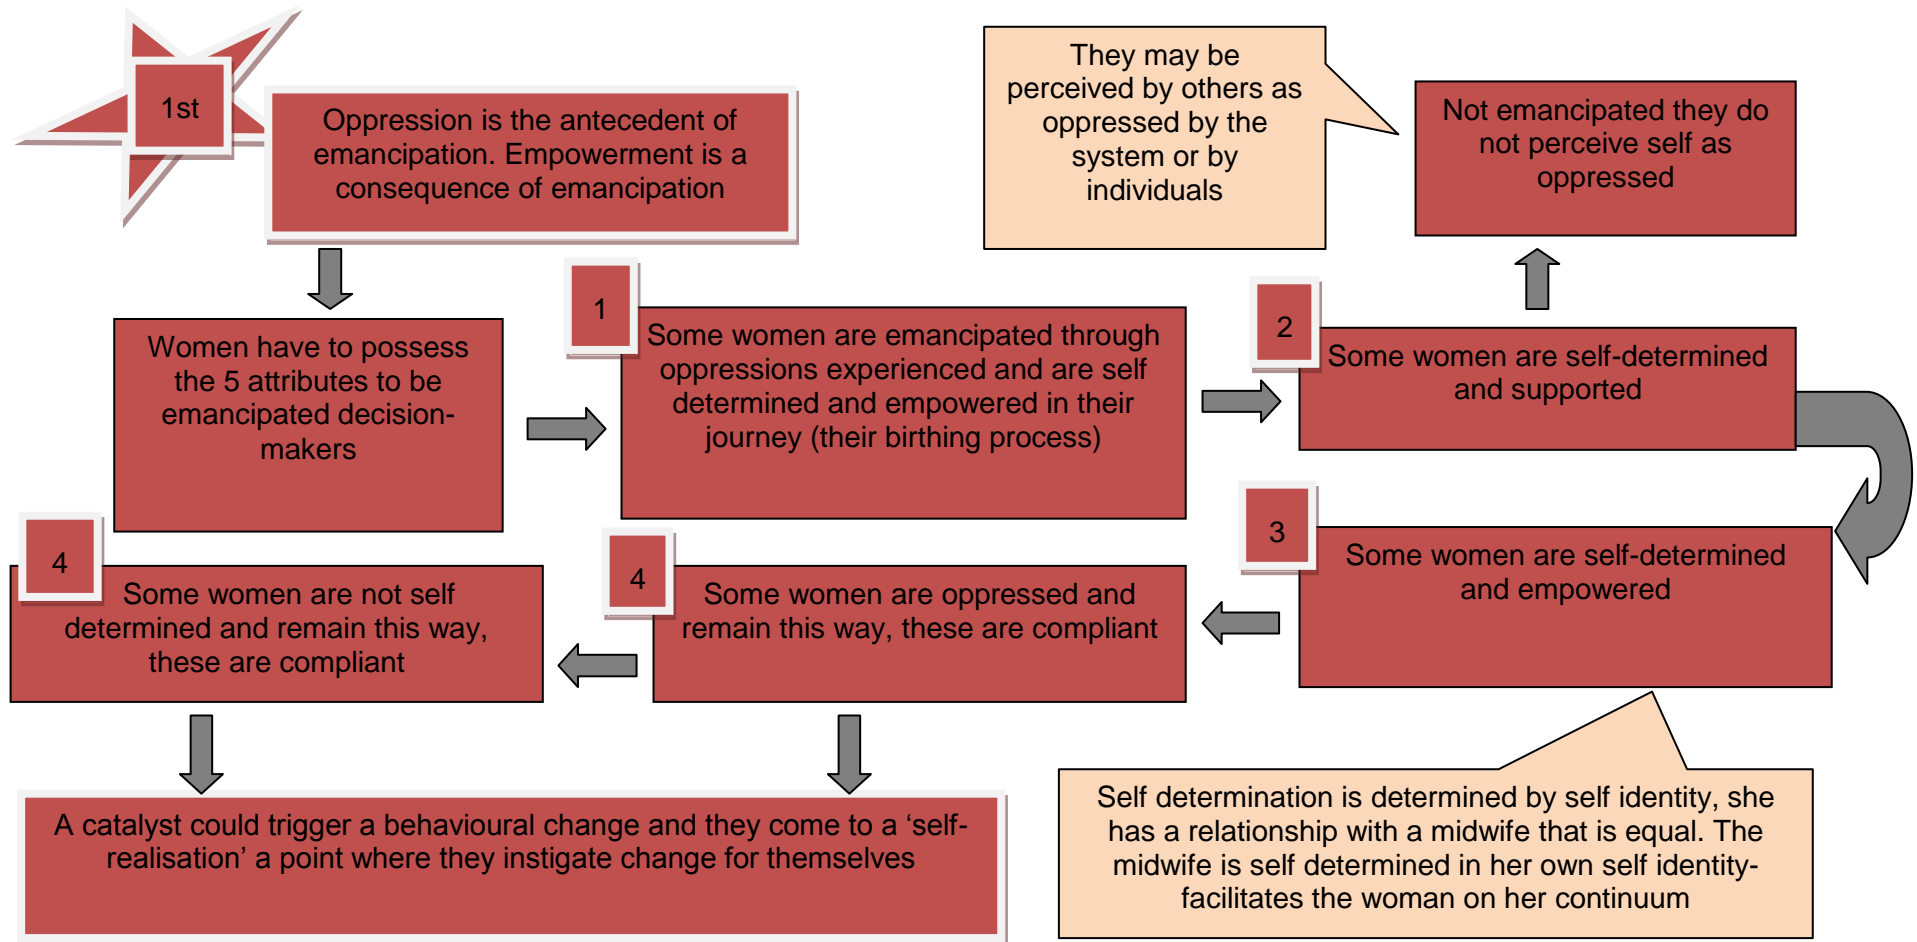 1st
Oppression is the antecedent of
emancipation. Empowerment is a
consequence of emancipation
They may be
perceived by others as
oppressed by the
system or by
individuals
Not emancipated they do
not perceive self as
oppressed
Women have to possess
the 5 attributes to be
emancipated decision-
makers
1
Some women are emancipated through
oppressions experienced and are self
determined and empowered in their
journey (their birthing process)
2
Some women are self-determined
and supported
3
Some women are self-determined
and empowered
4
Some women are oppressed and
remain this way, these are compliant
4
Some women are not self
determined and remain this way,
these are compliant
A catalyst could trigger a behavioural change and they come to a ‘self-
realisation’ a point where they instigate change for themselves
Self determination is determined by self identity, she
has a relationship with a midwife that is equal. The
midwife is self determined in her own self identity-
facilitates the woman on her continuum